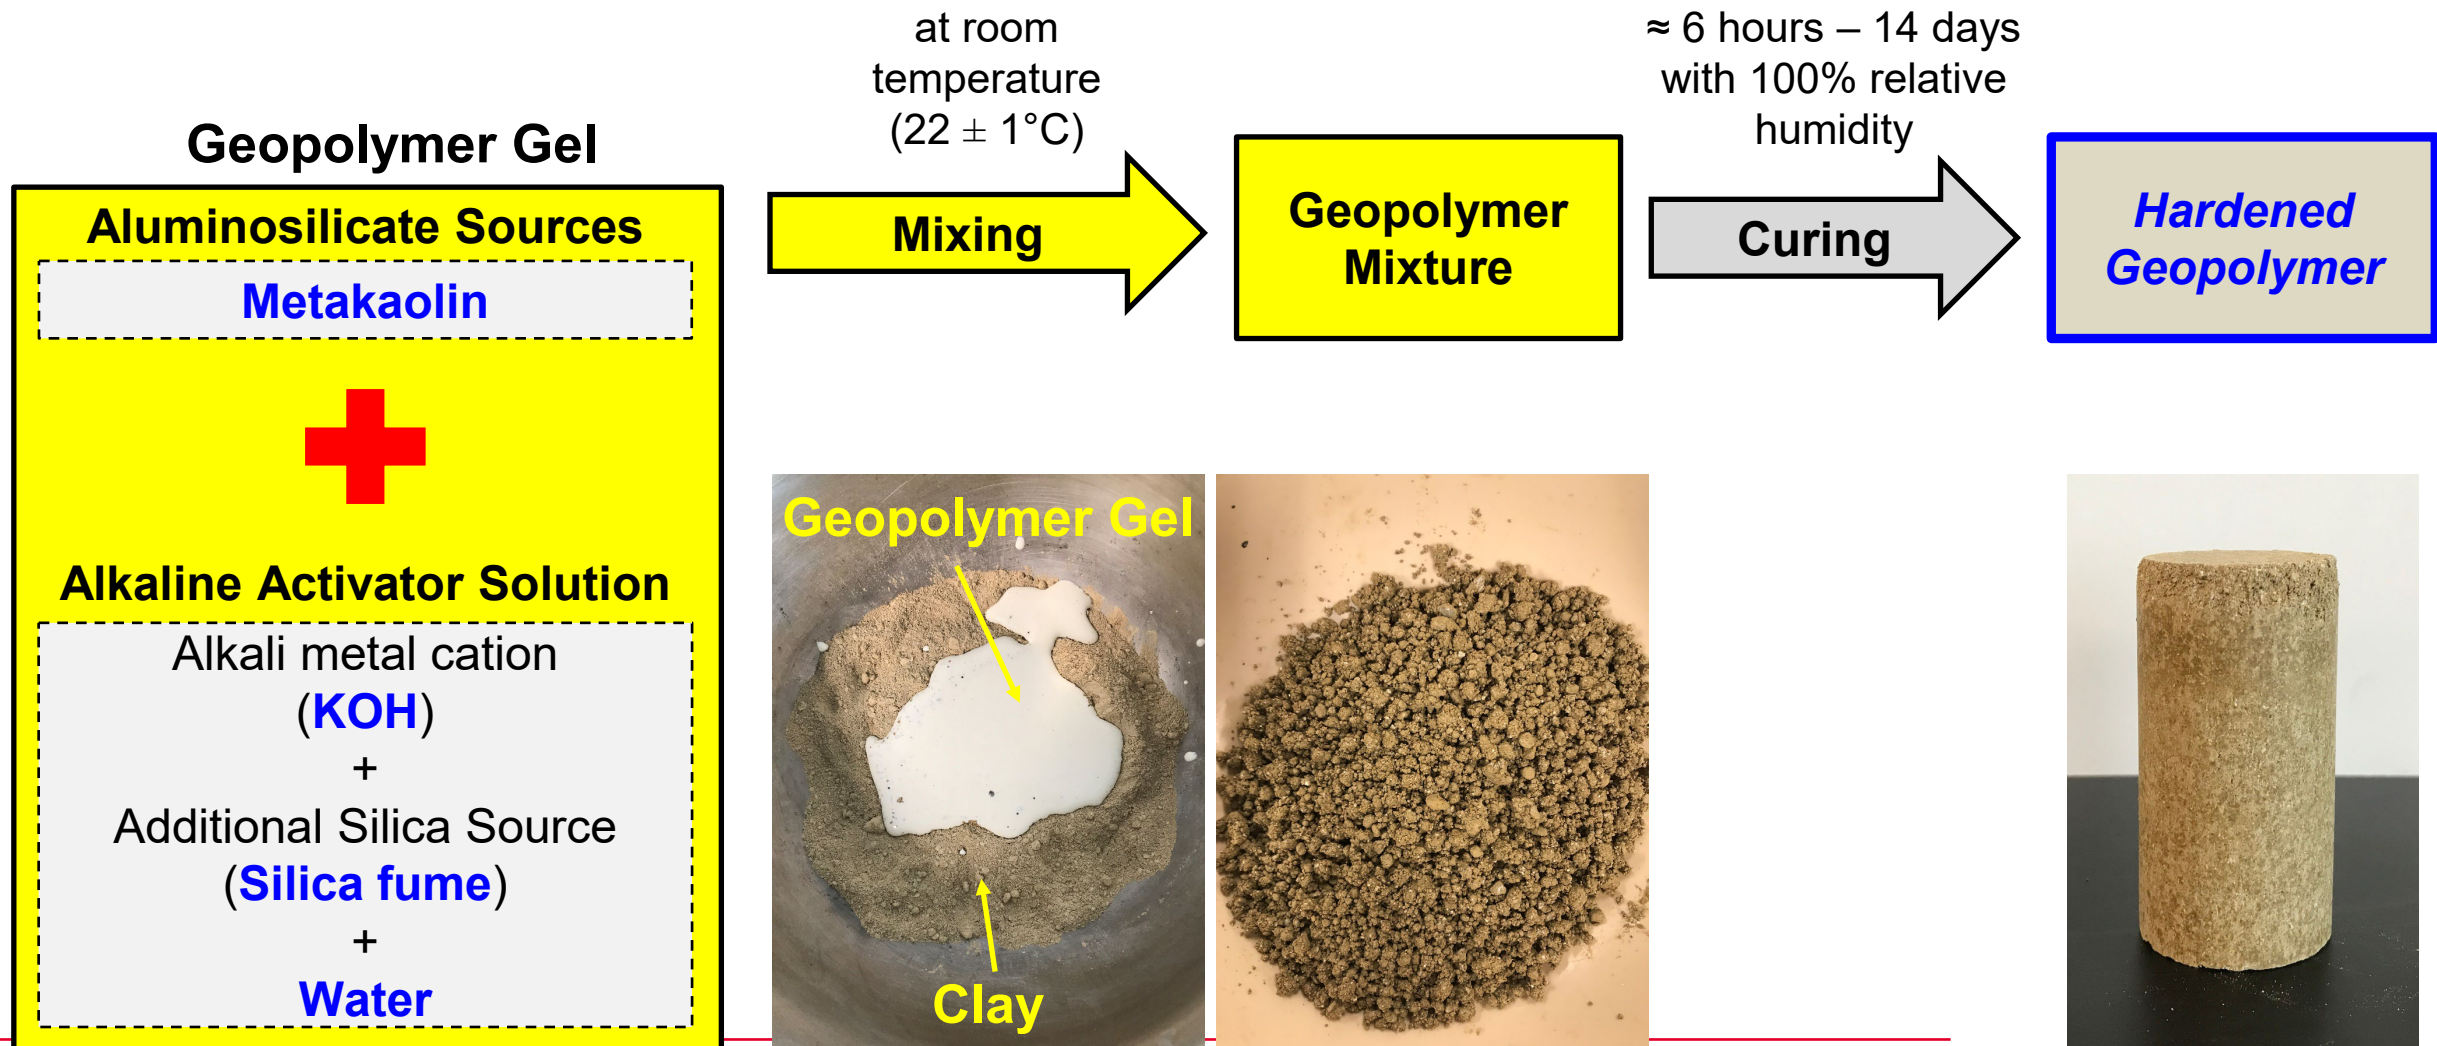 Geopolymer Gel
Aluminosilicate Sources
Metakaolin
Alkaline Activator Solution
Alkali metal cation
(KOH)
+
Additional Silica Source
(Silica fume)
+
Water
at room
temperature
(22 ± 1°C)
Mixing
Geopolymer
Mixture
≈ 6 hours – 14 days
with 100% relative
humidity
Curing
Hardened
Geopolymer
Geopolymer Gel
Clay